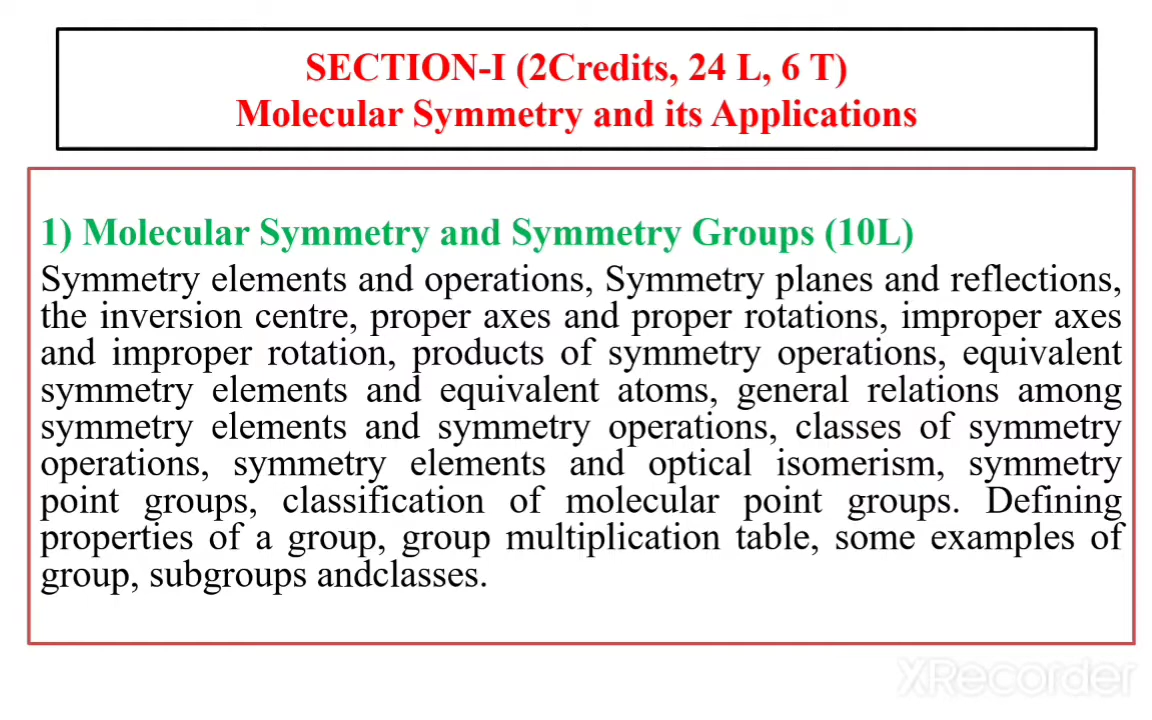 SECTION-I (2Credits, 24 L, 6 T)
Molecular Symmetry and its Applications
1) Molecular Symmetry and Symmetry Groups (10L)
Symmetry elements and operations, Symmetry planes and reflections,
the inversion centre, proper axes and proper rotations, improper axes
and improper rotation, products of symmetry operations, equivalent
symmetry elements and equivalent atoms, general relations among
symmetry elements and symmetry operations, classes of symmetry
operations, symmetry elements and optical isomerism, symmetry
point groups, classification of molecular point groups. Defining
properties of a group, group multiplication table, some examples of
group, subgroups andclasses.
XRecorder